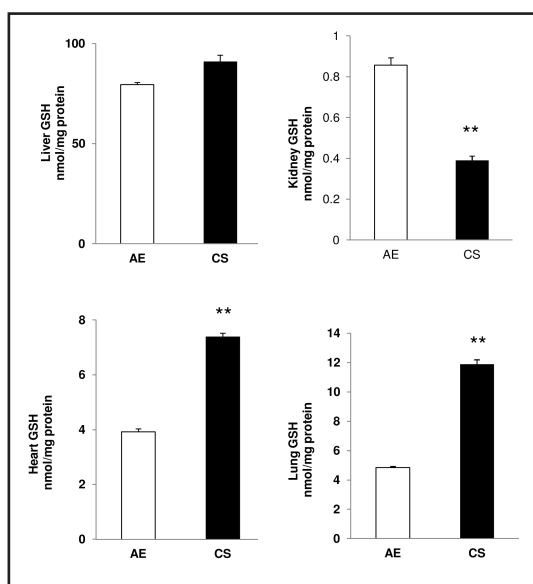 Liver GSH
nmol/mg protein
100
50
0
AE CS
Kidney GSH
nmol/mg protein
1
0.8
0.6
0.4
0.2
0
**
AE CS
Heart GSH
nmol/mg protein
8
6
4
2
0
**
AE CS
Lung GSH
nmol/mg protein
14
12
10
8
6
4
2
0
**
AE CS